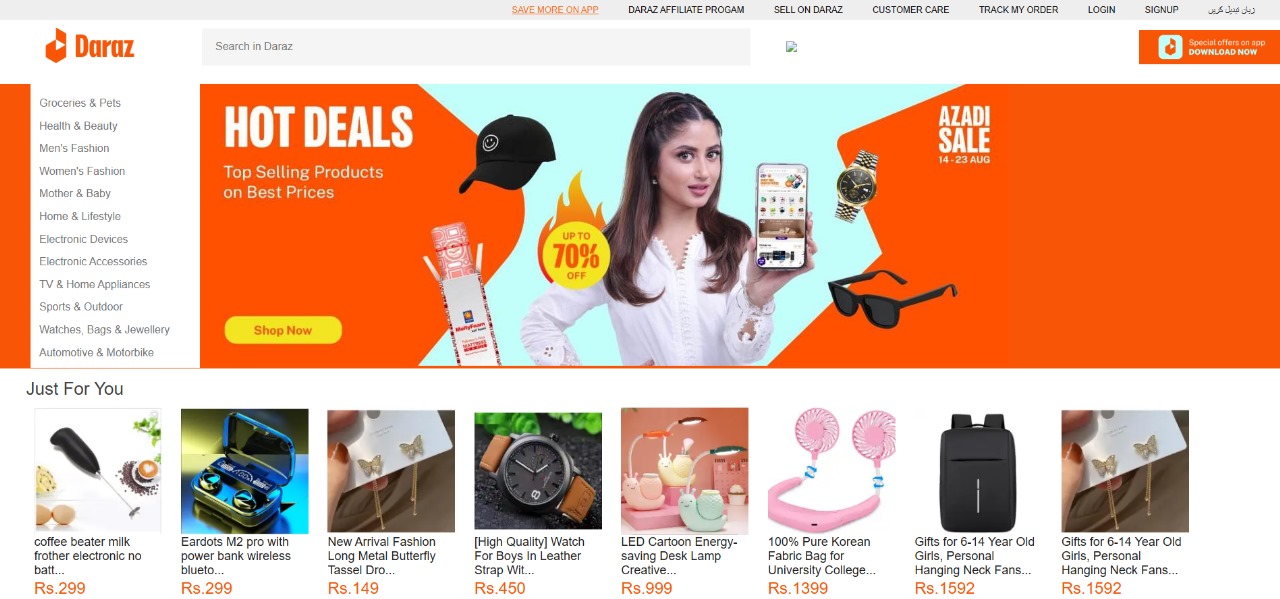 SAVE MORE ON APP
DARAZ AFFILIATE PROGAM
SELL ON DARAZ
CUSTOMER CARE
TRACK MY ORDER
LOGIN
SIGNUP
زبان تبدیل کریں
Daraz
Search in Daraz
Special offers on app
DOWNLOAD NOW
Groceries & Pets
Health & Beauty
Men's Fashion
Women's Fashion
Mother & Baby
Home & Lifestyle
Electronic Devices
Electronic Accessories
TV & Home Appliances
Sports & Outdoor
Watches, Bags & Jewellery
Automotive & Motorbike
HOT DEALS
Top Selling Products
on Best Prices
Shop Now
UP TO
70%
OFF
MoltyFoam
AZADI
SALE
14 - 23 AUG
Just For You
coffee beater milk
frother electronic no
batt...
Rs.299
Eardots M2 pro with
power bank wireless
blueto...
Rs.299
New Arrival Fashion
Long Metal Butterfly
Tassel Dro...
Rs.149
[High Quality] Watch
For Boys In Leather
Strap Wit...
Rs.450
LED Cartoon Energy-
saving Desk Lamp
Creative...
Rs.999
100% Pure Korean
Fabric Bag for
University College...
Rs.1399
Gifts for 6-14 Year Old
Girls, Personal
Hanging Neck Fans...
Rs.1592
Gifts for 6-14 Year Old
Girls, Personal
Hanging Neck Fans...
Rs.1592